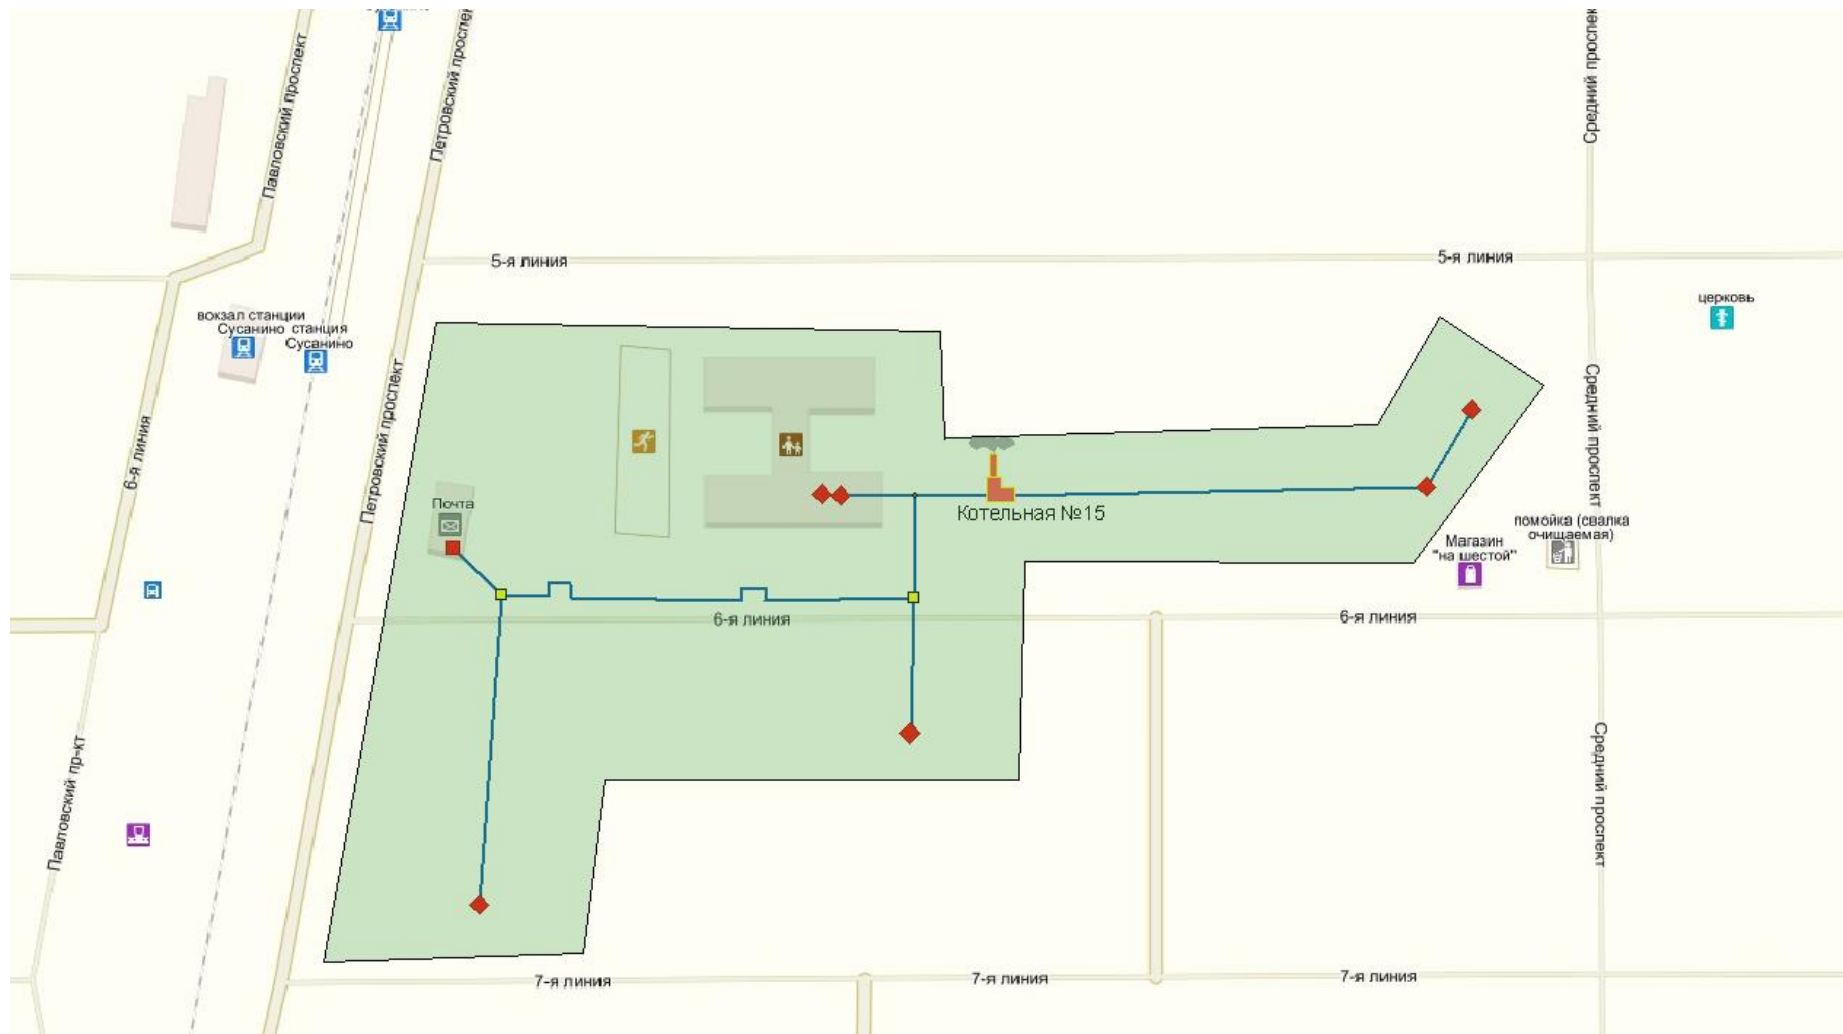 Павловский проспект
Петровский проспект
Средний проспект
5-я линия
5-я линия
церковь
вокзал станции
Сусанино
станция
Сусанино
Петровский проспект
Средний проспект
6-я линия
Почта
Котельная №15
помойка (свалка
очищаемая)
Магазин
"на шестой"
6-я линия
6-я линия
Павловский пр-кт
Средний проспект
7-я линия
7-я линия
7-я линия